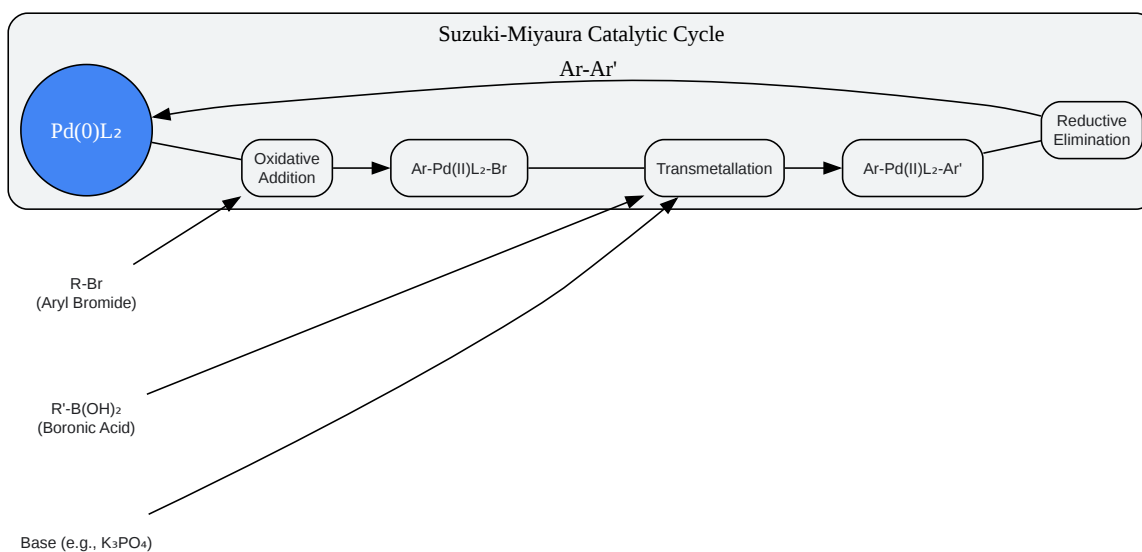 Suzuki-Miyaura Catalytic Cycle
Ar-Ar'
Pd(0)L₂
Oxidative
Addition
Ar-Pd(II)L₂-Br
Transmetallation
Ar-Pd(II)L₂-Ar'
Reductive
Elimination
R-Br
(Aryl Bromide)
R'-B(OH)₂
(Boronic Acid)
Base (e.g., K₃PO₄)